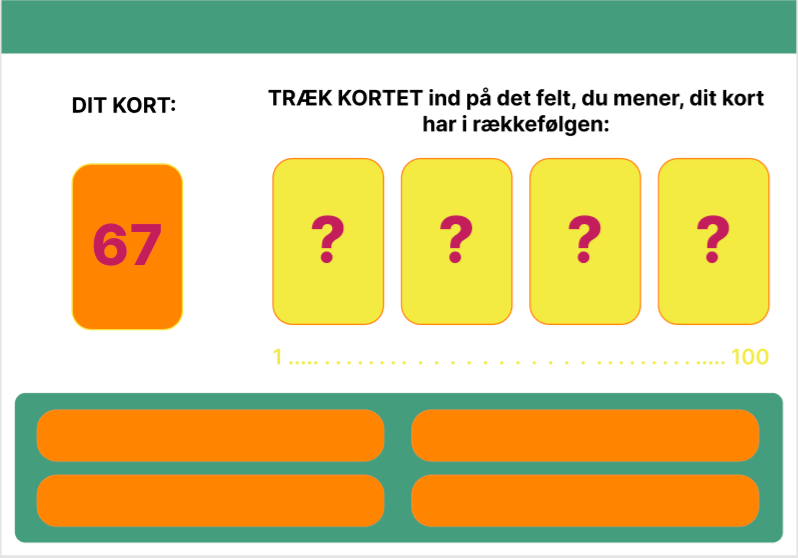 DIT KORT:
TRÆK KORTET ind på det felt, du mener, dit kort
har i rækkefølgen:
67
? ? ? ?
1 ..... . . . . . . . . . . . . . . . . . . . . . . . . . . . . . ..... 100